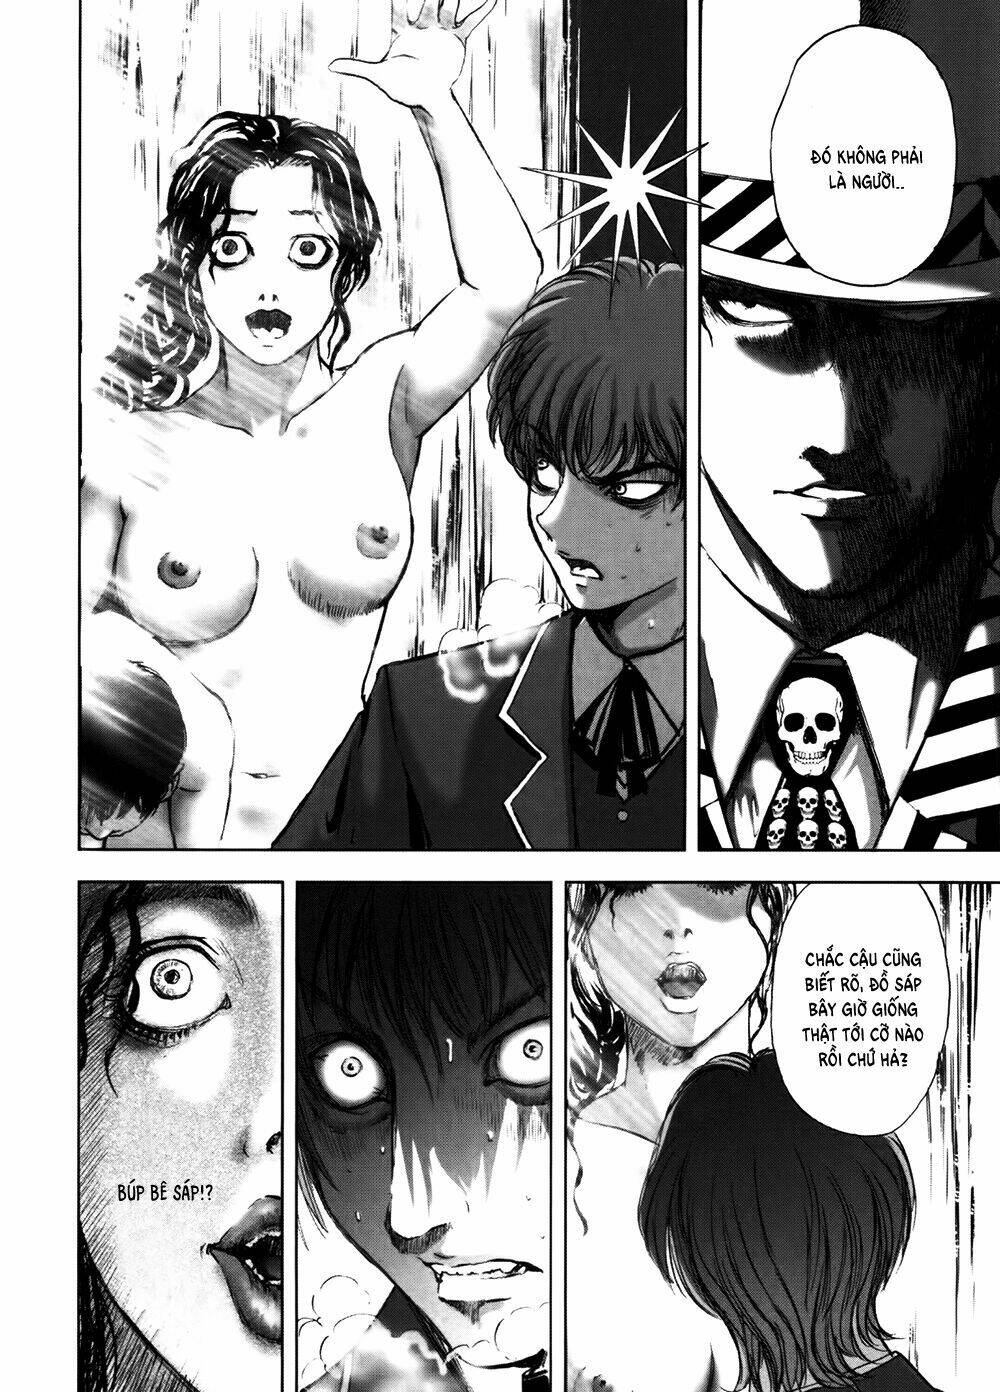 ĐÓ KHÔNG PHẢI
LÀ NGƯỜI..
CHẮC CẬU CŨNG
BIẾT RÕ, ĐỒ SÁP
BÂY GIỜ GIỐNG
THẬT TỚI CỠ NÀO
RỒI CHỨ HẢ?
BÚP BÊ SÁP!?